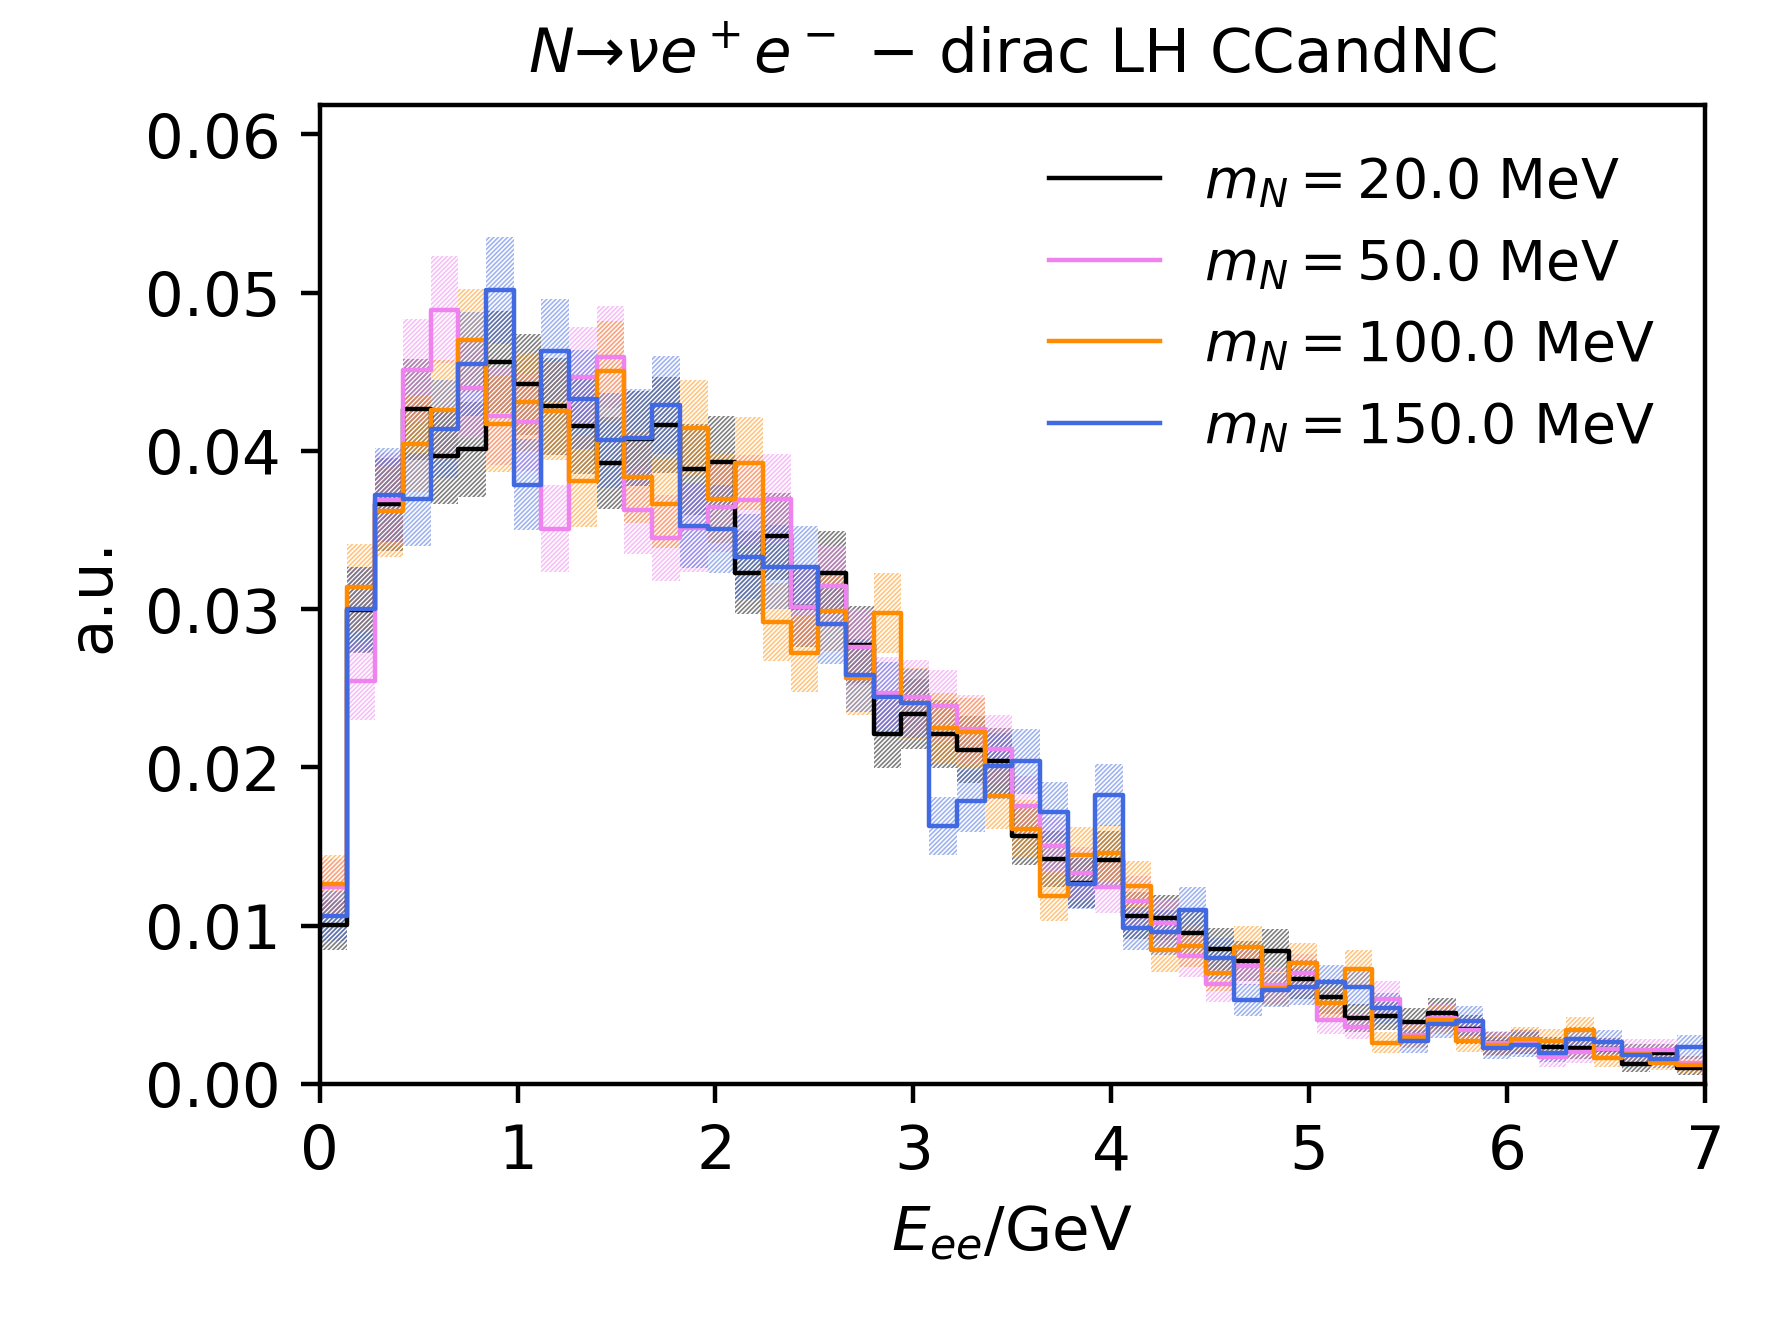 N→νe⁺e⁻ − dirac LH CCandNC
0.06
0.05
0.04
0.03
0.02
0.01
0.00
a.u.
m_N = 20.0 MeV
m_N = 50.0 MeV
m_N = 100.0 MeV
m_N = 150.0 MeV
0 1 2 3 4 5 6 7
E_ee/GeV